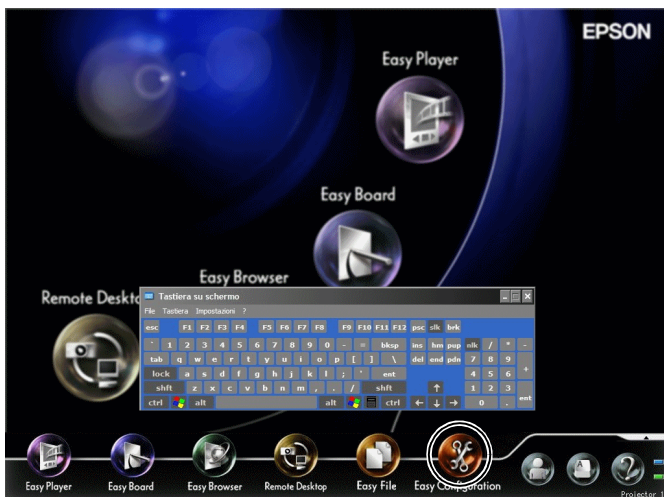 EPSON
Easy Player
Easy Board
Easy Browser
Remote Deskto
Tastiera su schermo
File Tastiera Impostazioni ?
esc F1 F2 F3 F4 F5 F6 F7 F8 F9 F10 F11 F12 psc slk brk
` 1 2 3 4 5 6 7 8 9 0 - = bksp ins hm pup nlk / * -
tab q w e r t y u i o p [ ] \ del end pdn 7 8 9 +
lock a s d f g h j k l ; ' ent 4 5 6
shft z x c v b n m , . / shft ↑ 1 2 3 ent
ctrl alt alt ctrl ← ↓ → 0 .
Easy Player Easy Board Easy Browser Remote Desktop Easy File Easy Configuration
A
Projector